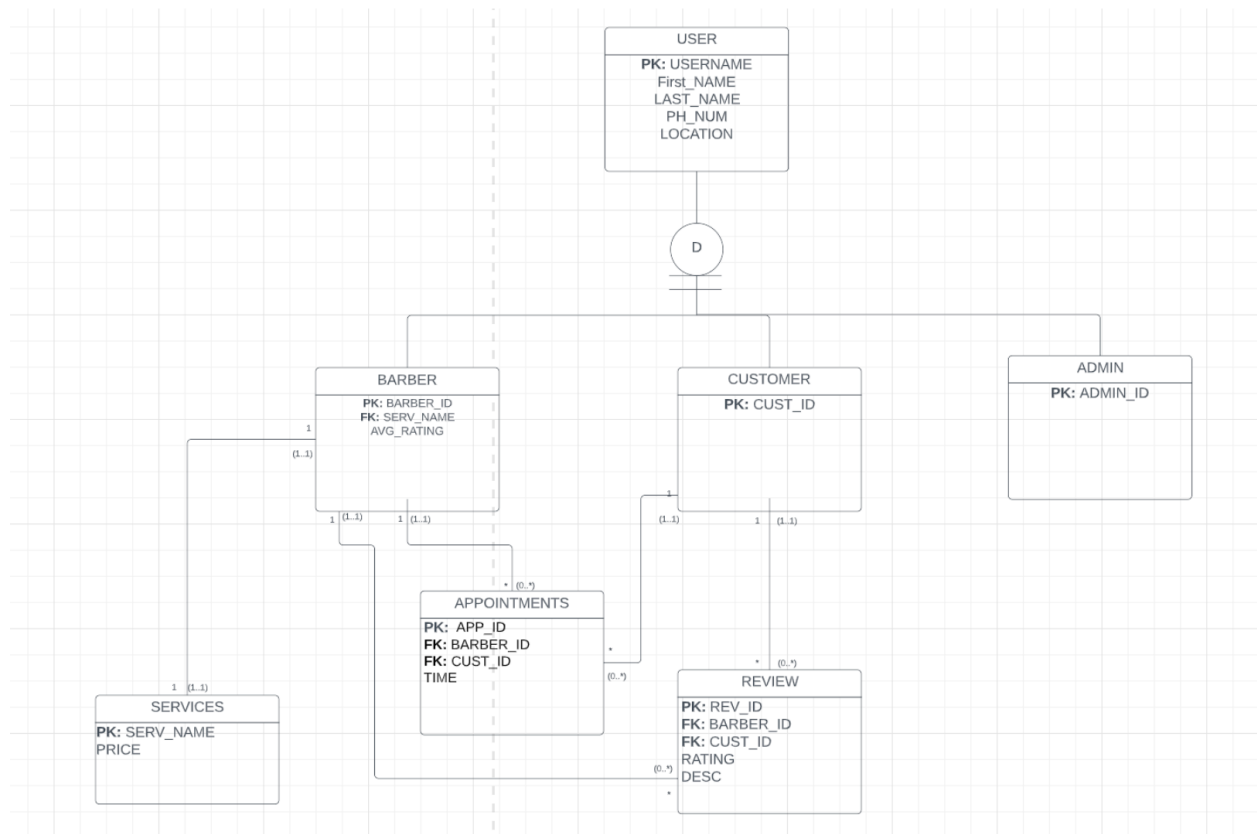 USER
PK: USERNAME
First_NAME
LAST_NAME
PH_NUM
LOCATION
D
BARBER
PK: BARBER_ID
FK: SERV_NAME
AVG_RATING
CUSTOMER
PK: CUST_ID
ADMIN
PK: ADMIN_ID
1
(1..1)
1 (1..1)
1 (1..1)
1
(1..1)
1 (1..1)
* (0..*)
APPOINTMENTS
PK: APP_ID
FK: BARBER_ID
FK: CUST_ID
TIME
*
(0..*)
* (0..*)
REVIEW
PK: REV_ID
FK: BARBER_ID
FK: CUST_ID
RATING
DESC
(0..*)
*
1 (1..1)
SERVICES
PK: SERV_NAME
PRICE